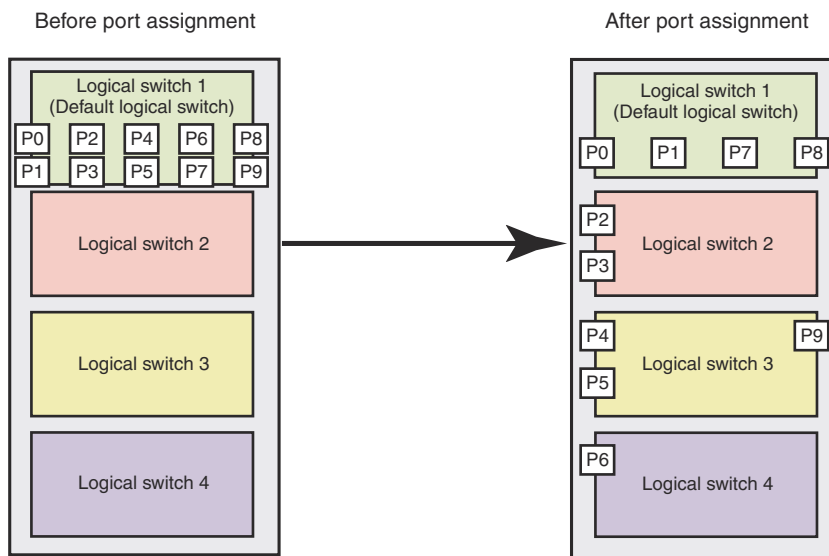 Before port assignment
Logical switch 1
(Default logical switch)
P0 P2 P4 P6 P8
P1 P3 P5 P7 P9
Logical switch 2
Logical switch 3
Logical switch 4
After port assignment
Logical switch 1
(Default logical switch)
P0 P1 P7 P8
P2
Logical switch 2
P3
P4 P9
Logical switch 3
P5
P6
Logical switch 4